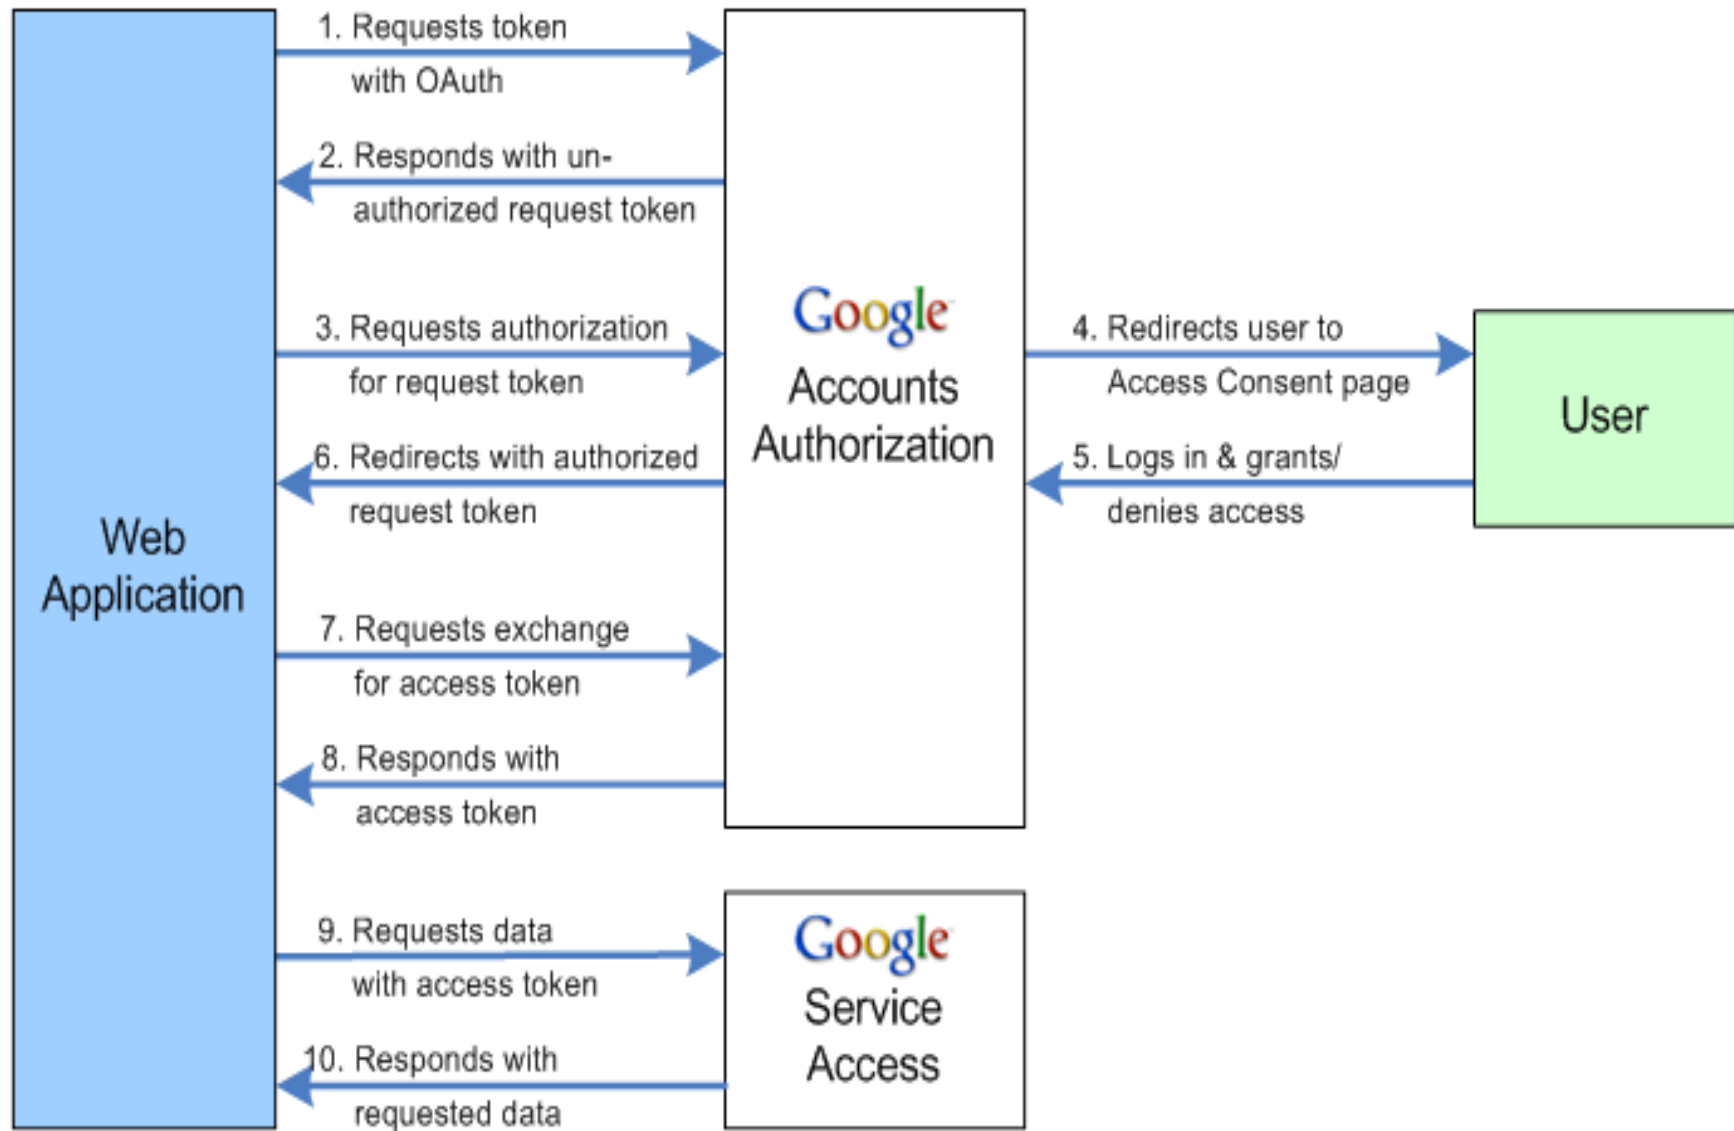 Web
Application
1. Requests token
with OAuth
2. Responds with un-
authorized request token
3. Requests authorization
for request token
Google
Accounts
Authorization
4. Redirects user to
Access Consent page
User
5. Logs in & grants/
denies access
6. Redirects with authorized
request token
7. Requests exchange
for access token
8. Responds with
access token
9. Requests data
with access token
Google
Service
Access
10. Responds with
requested data